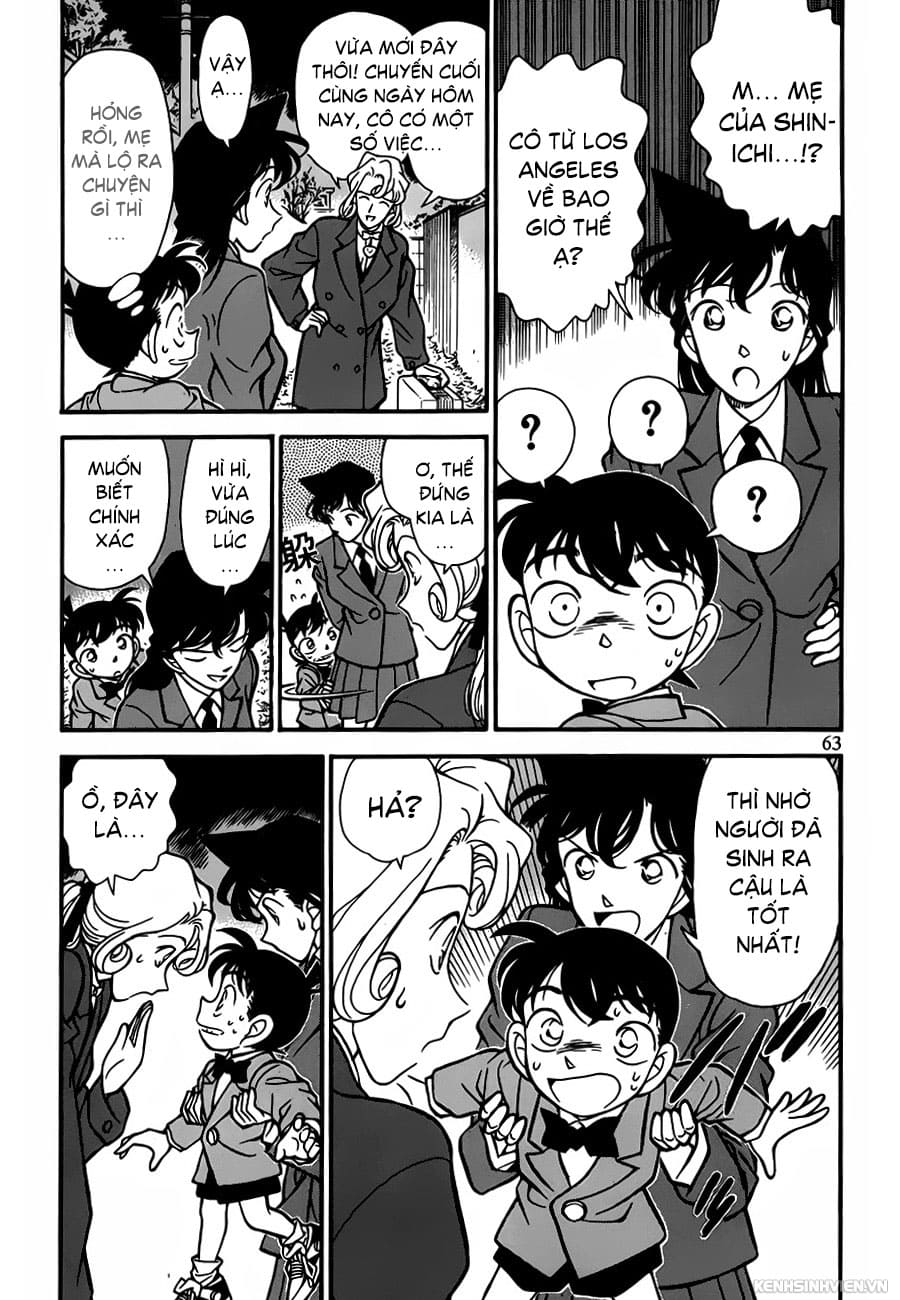 M... MẸ
CỦA SHIN-
ICHI...!?
CÔ TỪ LOS
ANGELES
VỀ BAO
GIỜ THẾ
Ạ?
?
?
?
VỪA MỚI ĐÂY
THÔI! CHUYẾN CUỐI
CÙNG NGÀY HÔM
NAY, CÔ CÓ MỘT
SỐ VIỆC...
VẬY
Ạ...
HỎNG
RỒI, MẸ
MÀ LỘ RA
CHUYỆN
GÌ THÌ
...
Ơ, THẾ
ĐỨNG
KIA LÀ
...
躲
HÌ HÌ,
VỪA
ĐÚNG
LÚC
...
MUỐN
BIẾT
CHÍNH
XÁC
...
63
THÌ NHỜ
NGƯỜI ĐÃ
SINH RA
CẬU LÀ
TỐT
NHẤT!
HẢ?
Ồ, ĐÂY
LÀ...
KENHSINHVIEN.VN